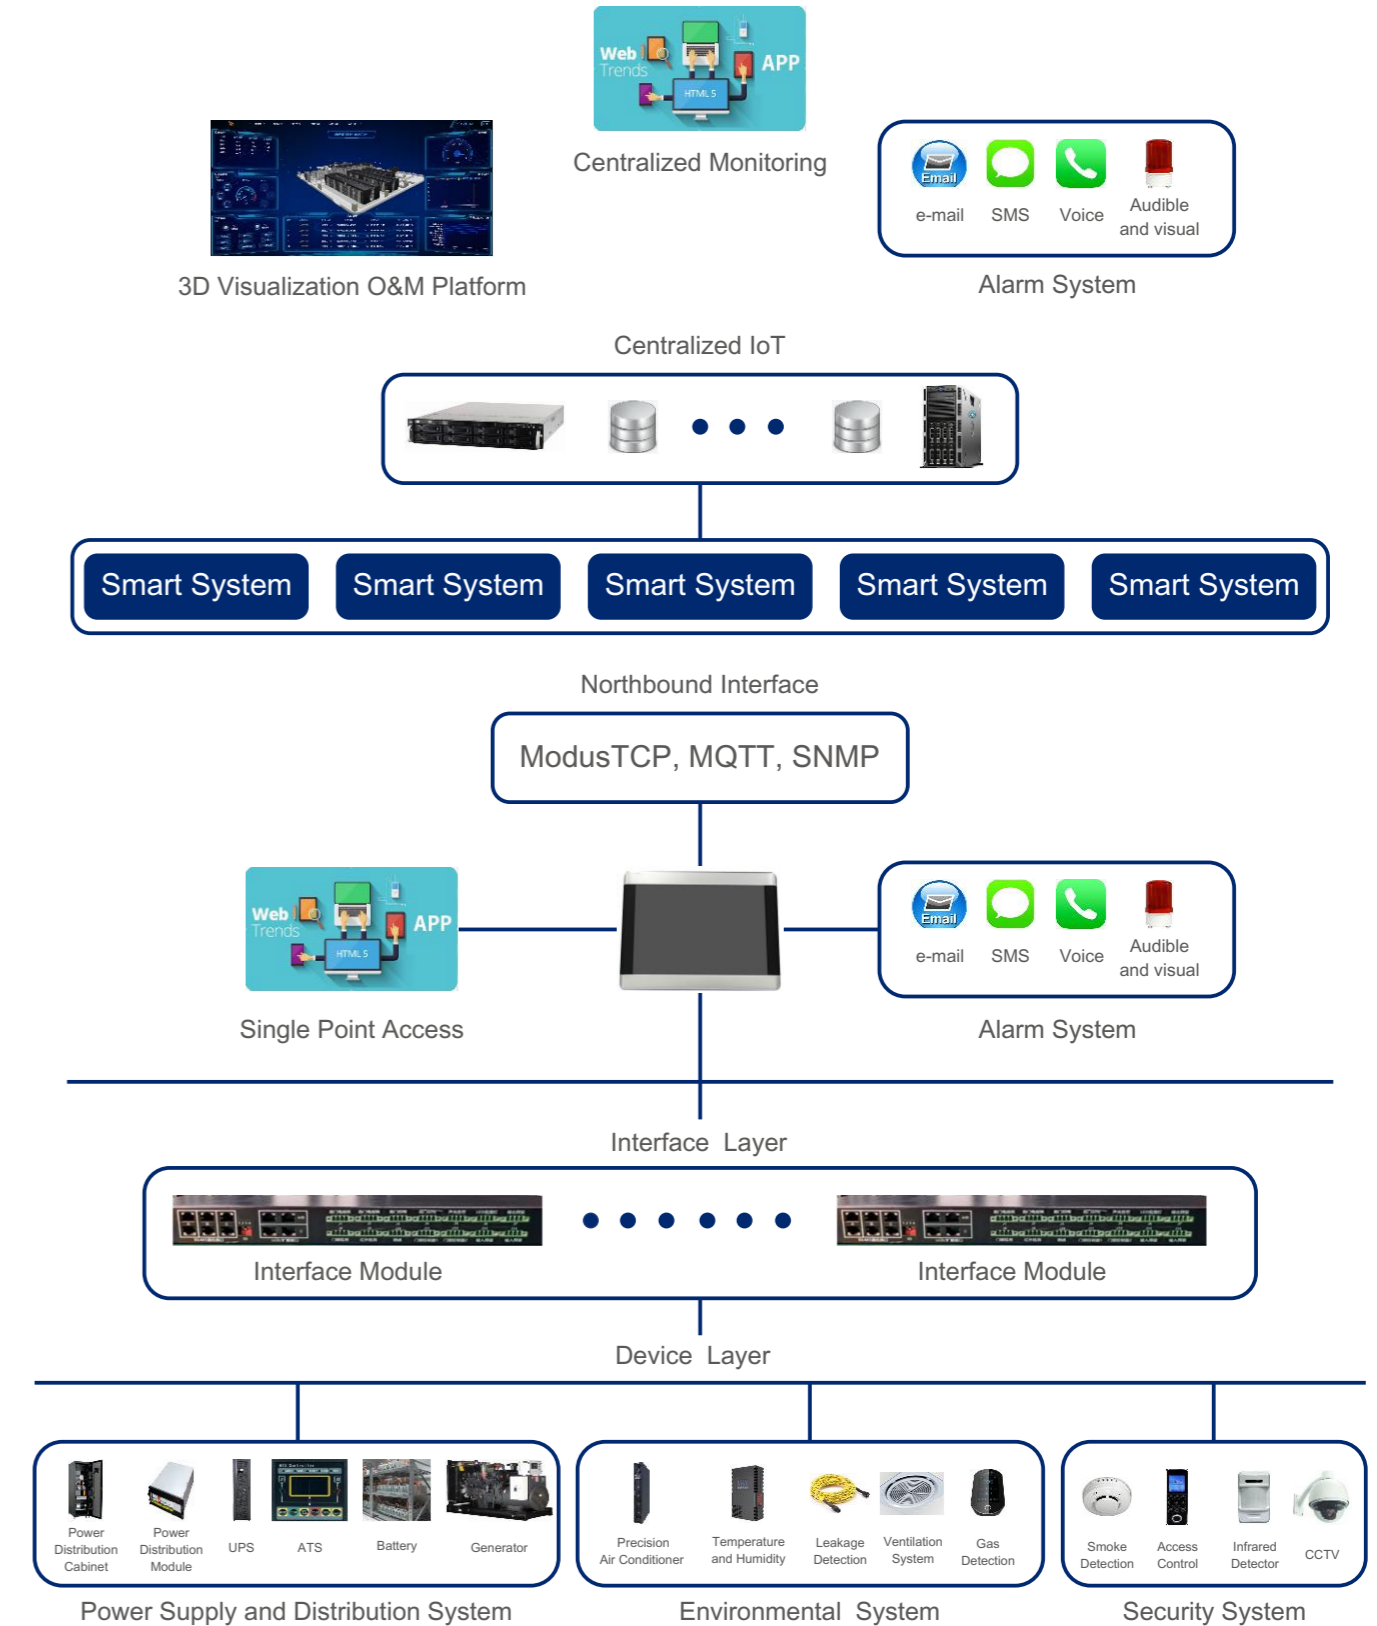 Web
Trends
APP
HTML 5
Centralized Monitoring
3D Visualization O&M Platform
Email
e-mail
SMS
Voice
Audible
and visual
Alarm System
Centralized IoT
Smart System
Smart System
Smart System
Smart System
Smart System
Northbound Interface
ModusTCP, MQTT, SNMP
Web
Trends
APP
HTML 5
Single Point Access
Email
e-mail
SMS
Voice
Audible
and visual
Alarm System
Interface Layer
Interface Module
Interface Module
Device Layer
Power
Distribution
Cabinet
Power
Distribution
Module
UPS
ATS
Battery
Generator
Power Supply and Distribution System
Precision
Air Conditioner
Temperature
and Humidity
Leakage
Detection
Ventilation
System
Gas
Detection
Environmental System
Smoke
Detection
Access
Control
Infrared
Detector
CCTV
Security System